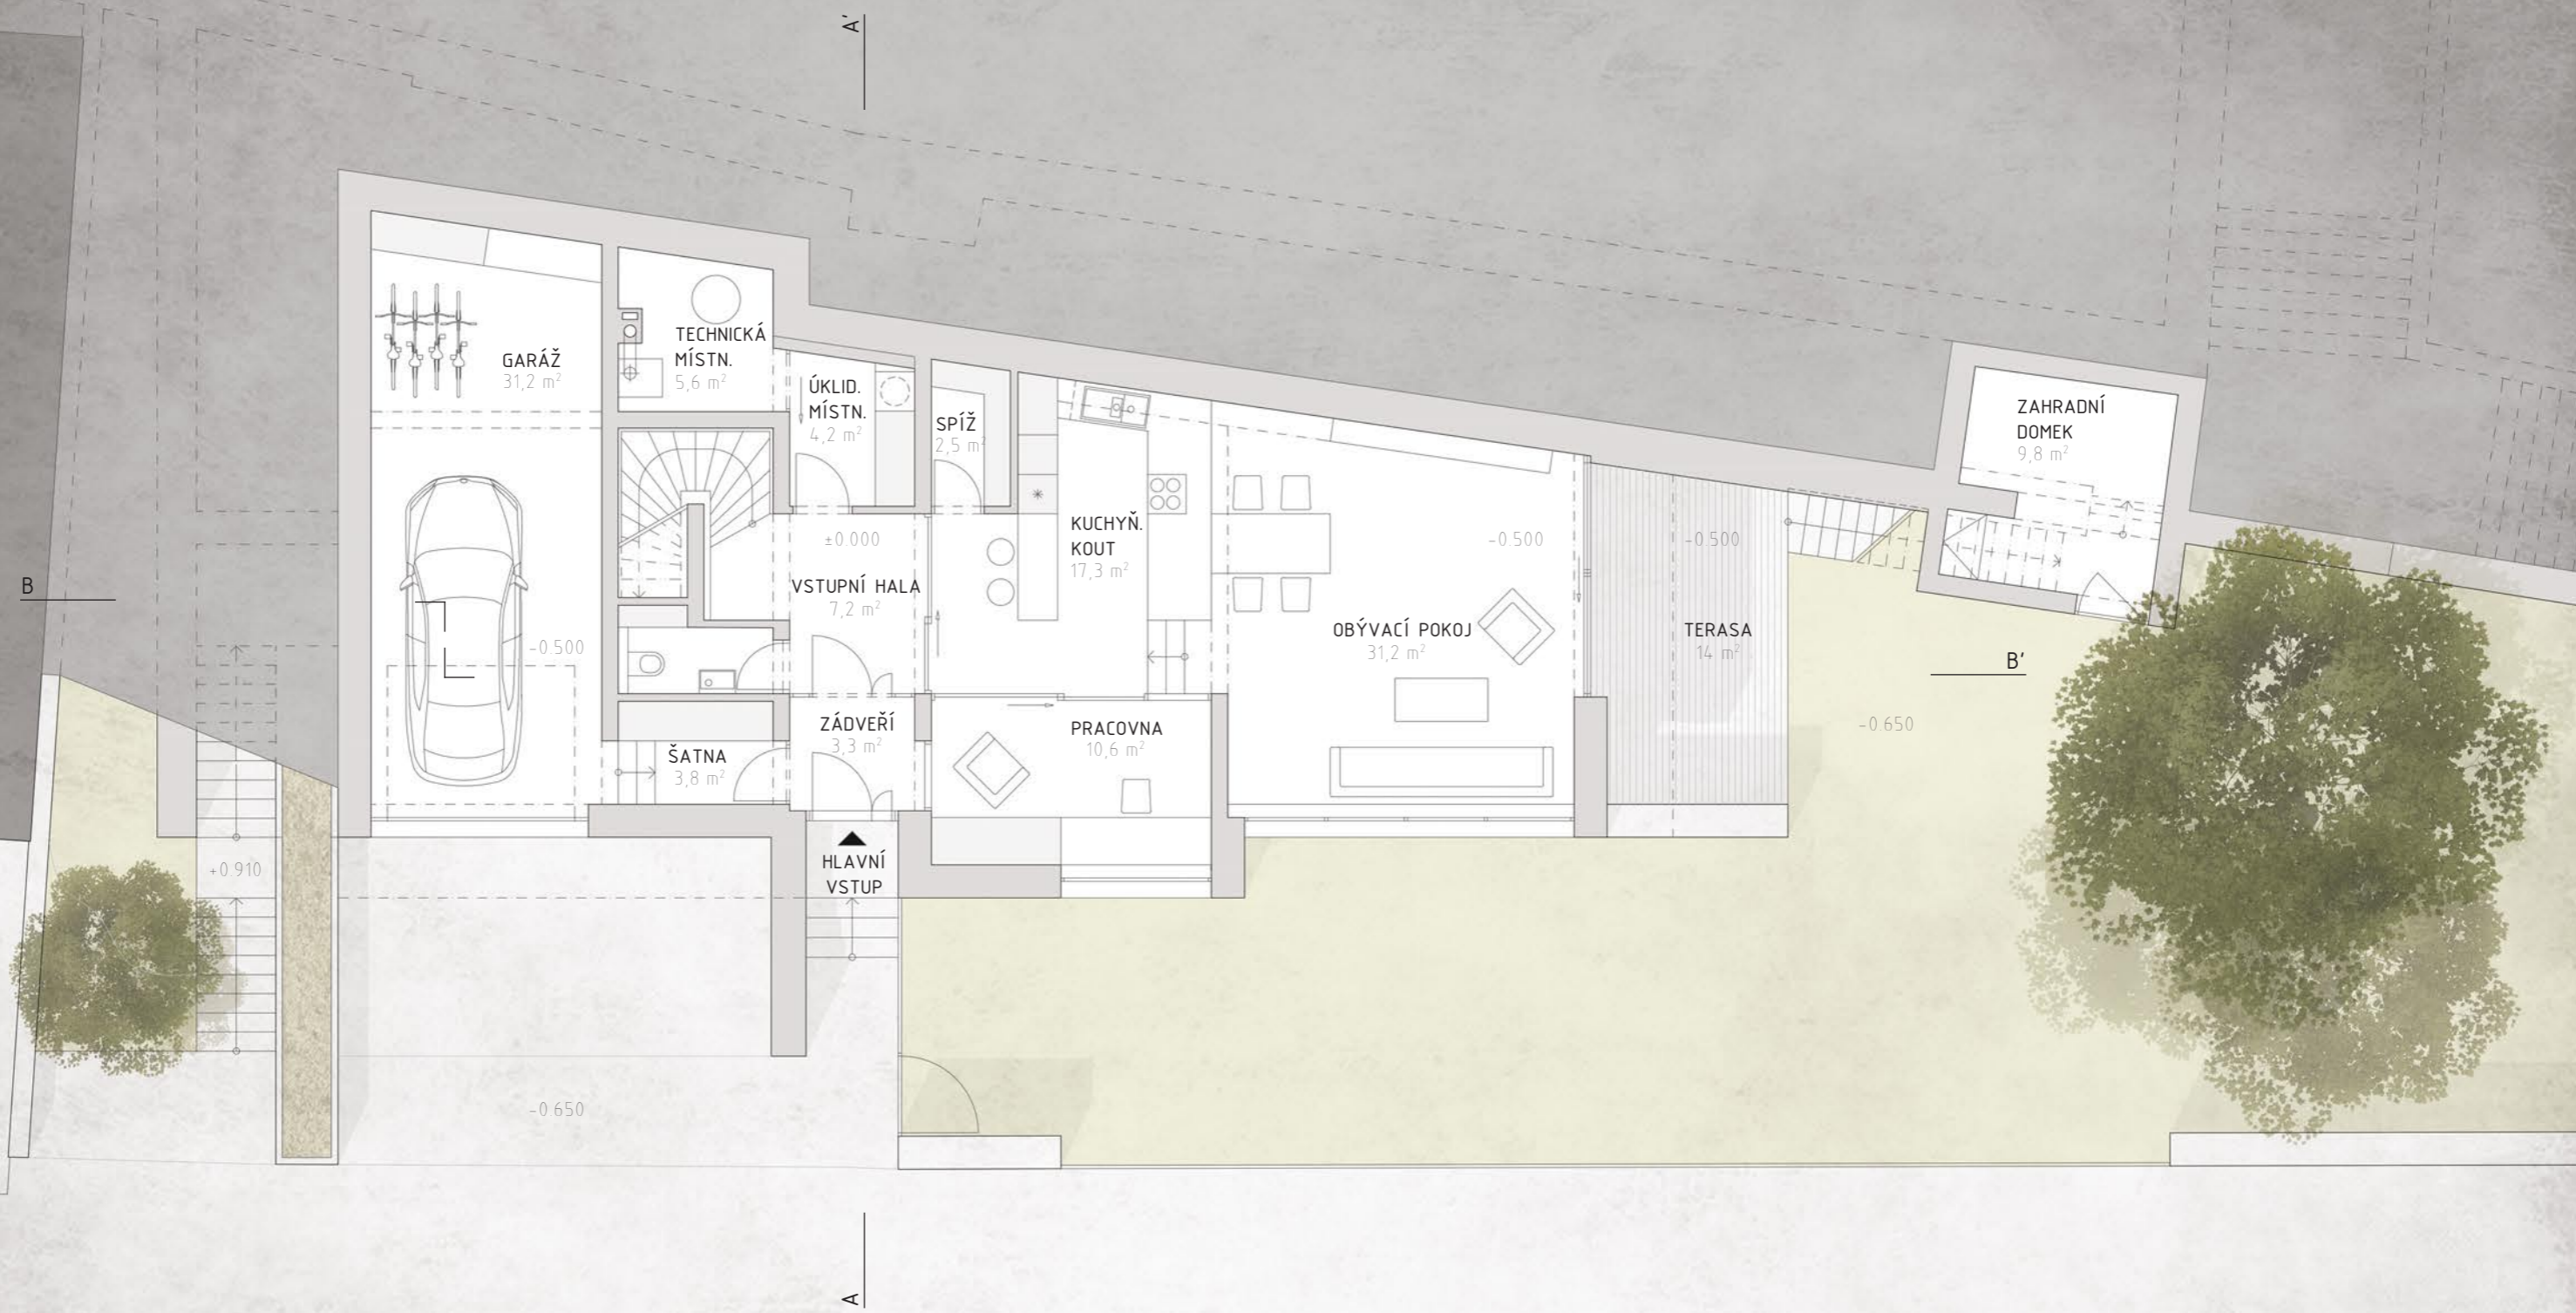 A'
GARÁŽ
31,2 m²
TECHNICKÁ
MÍSTN.
5,6 m²
ÚKLID.
MÍSTN.
4,2 m²
SPÍŽ
2,5 m²
ZAHRADNÍ
DOMEK
9,8 m²
KUCHYŇ.
KOUT
17,3 m²
±0.000
-0.500
-0.500
VSTUPNÍ HALA
7,2 m²
B
OBÝVACÍ POKOJ
31,2 m²
TERASA
14 m²
-0.500
B'
ZÁDVEŘÍ
3,3 m²
PRACOVNA
10,6 m²
-0.650
ŠATNA
3,8 m²
HLAVNÍ
VSTUP
+0.910
-0.650
A